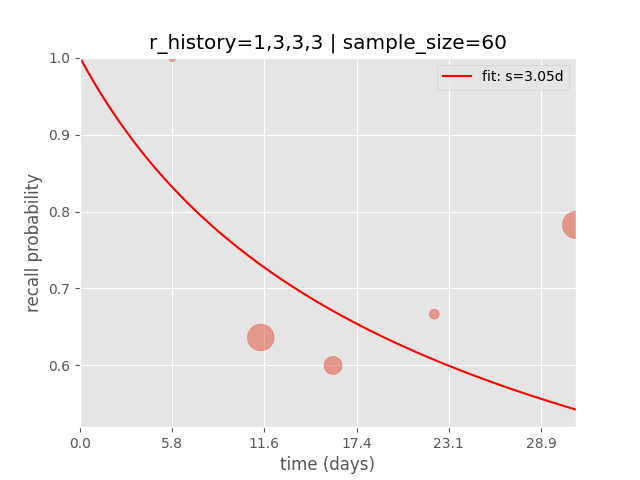 r_history=1,3,3,3 | sample_size=60
fit: s=3.05d
recall probability
1.0
0.9
0.8
0.7
0.6
0.0 5.8 11.6 17.4 23.1 28.9
time (days)